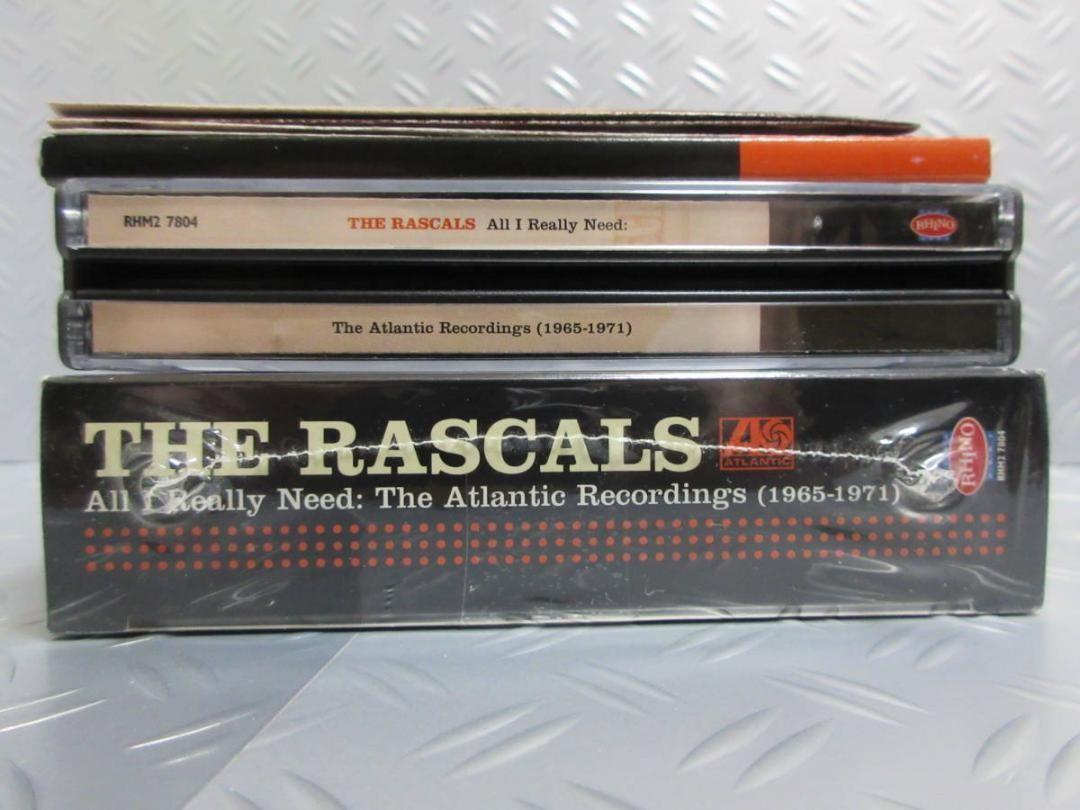 RHM2 7804 THE RASCALS All I Really Need: RHINO
The Atlantic Recordings (1965-1971)
THE RASCALS ATLANTIC
All I Really Need: The Atlantic Recordings (1965-1971)
RHINO
RHM2 7804